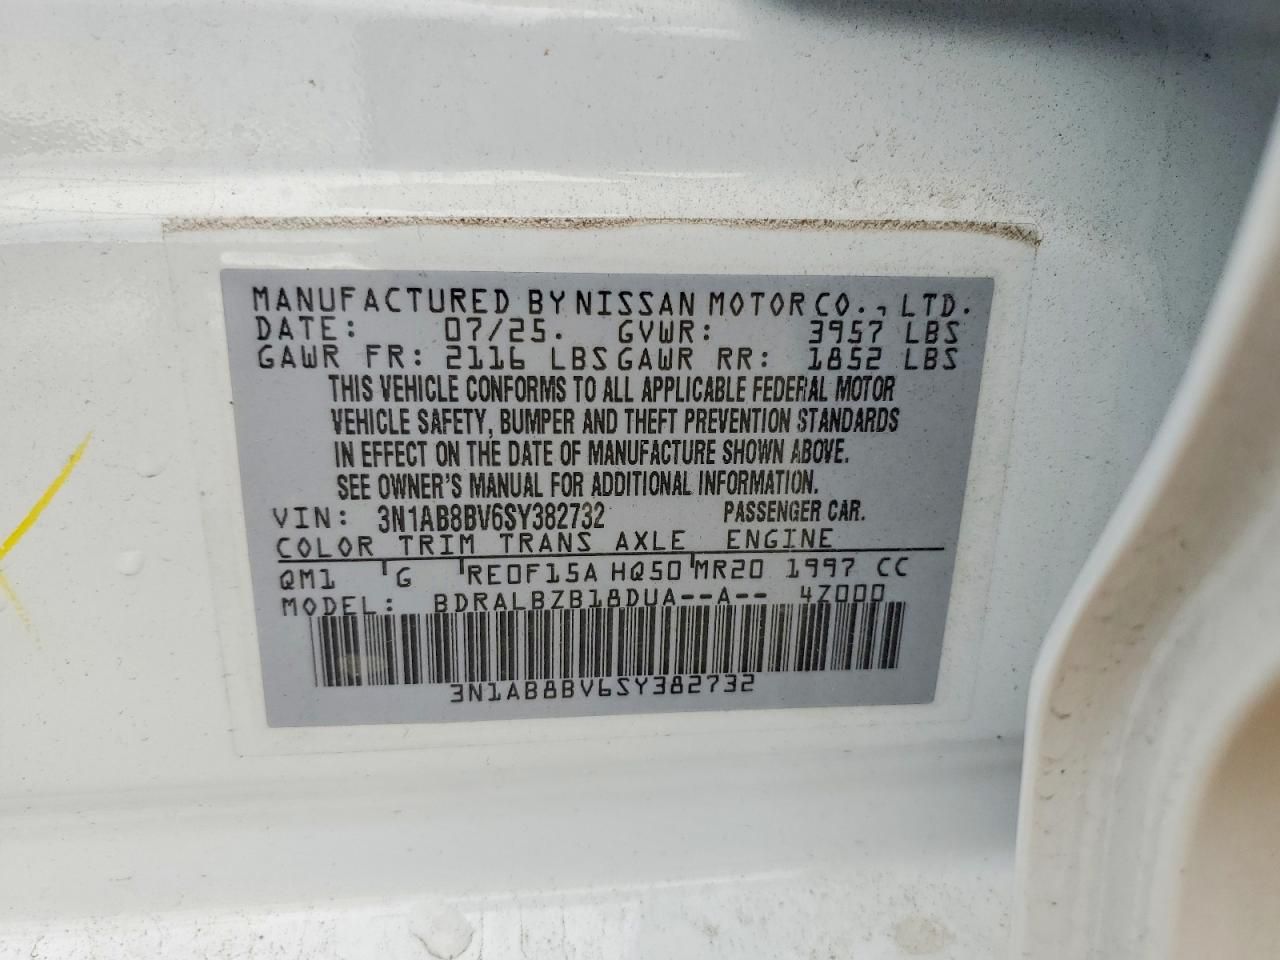 MANUFACTURED BY NISSAN MOTOR CO., LTD.
DATE: 07/25. GVWR: 3957 LBS
GAWR FR: 2116 LBS GAWR RR: 1852 LBS
THIS VEHICLE CONFORMS TO ALL APPLICABLE FEDERAL MOTOR
VEHICLE SAFETY, BUMPER AND THEFT PREVENTION STANDARDS
IN EFFECT ON THE DATE OF MANUFACTURE SHOWN ABOVE.
SEE OWNER'S MANUAL FOR ADDITIONAL INFORMATION.
VIN: 3N1AB8BV6SY382732 PASSENGER CAR.
COLOR TRIM TRANS AXLE ENGINE
QM1 G RE0F15A HQ50 MR20 1997 CC
MODEL: BDRALBZB18DUA--A-- 4Z000
3N1AB8BV6SY382732